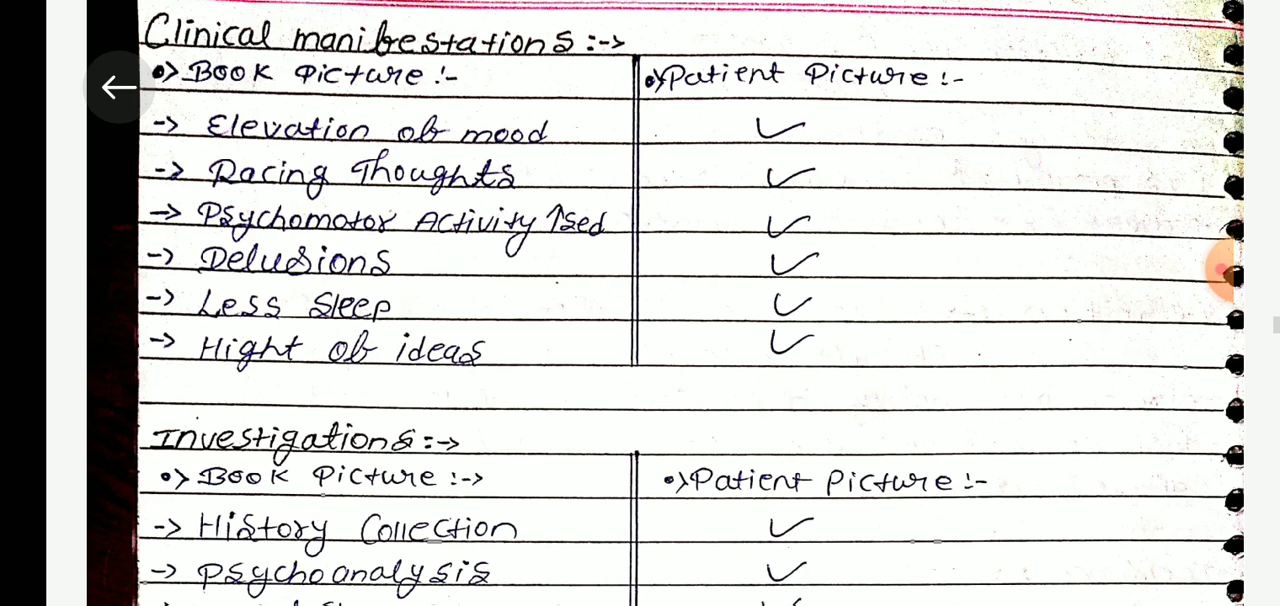 Clinical manifestations :->
•> Book Picture :- •> Patient Picture :-
-> Elevation of mood ✓
-> Racing Thoughts ✓
-> Psychomotor Activity ↑sed ✓
-> Delusions ✓
-> Less Sleep ✓
-> Flight of ideas ✓
Investigations :->
•> Book Picture :-> •> Patient Picture :-
-> History Collection ✓
-> Psychoanalysis ✓